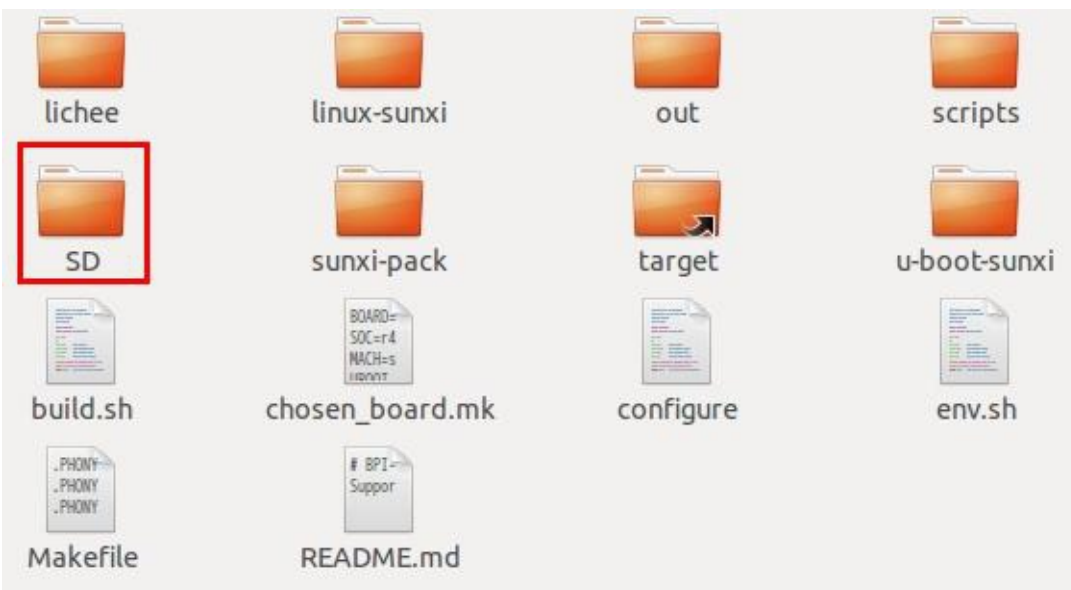 lichee
linux-sunxi
out
scripts
SD
sunxi-pack
target
u-boot-sunxi
BOARD=
SOC=r4
MACH=s
UBOOT
build.sh
chosen_board.mk
configure
env.sh
.PHONY
.PHONY
.PHONY
# BPI-
Suppor
Makefile
README.md